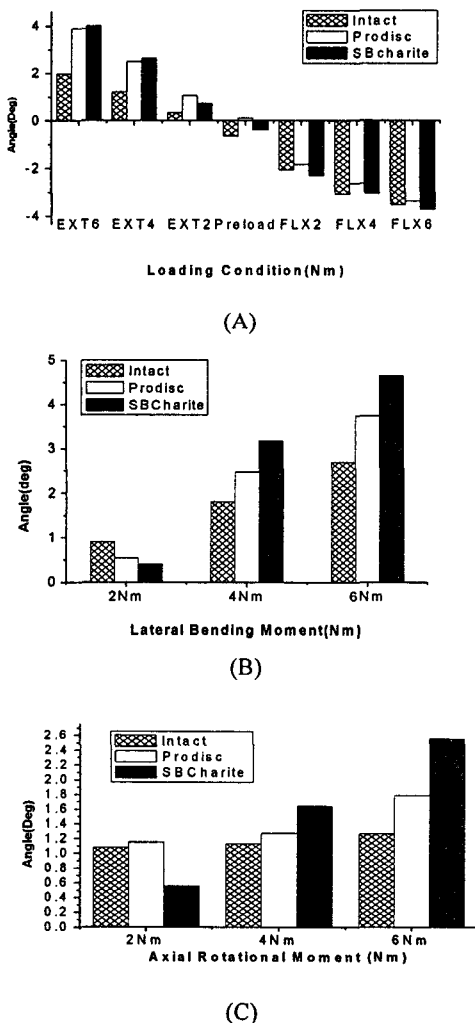 Intact
Prodisc
SBcharite
Angle(Deg)
4
2
0
-2
-4
EXT6 EXT4 EXT2 Preload FLX2 FLX4 FLX6
Loading Condition(Nm)
(A)
Intact
Prodisc
SBCharite
Angle(deg)
5
4
3
2
1
0
2Nm 4Nm 6Nm
Lateral Bending Moment(Nm)
(B)
Intact
Prodisc
SBCharite
Angle(Deg)
2.6
2.4
2.2
2.0
1.8
1.6
1.4
1.2
1.0
0.8
0.6
0.4
0.2
0.0
2Nm 4Nm 6Nm
Axial Rotational Moment (Nm)
(C)